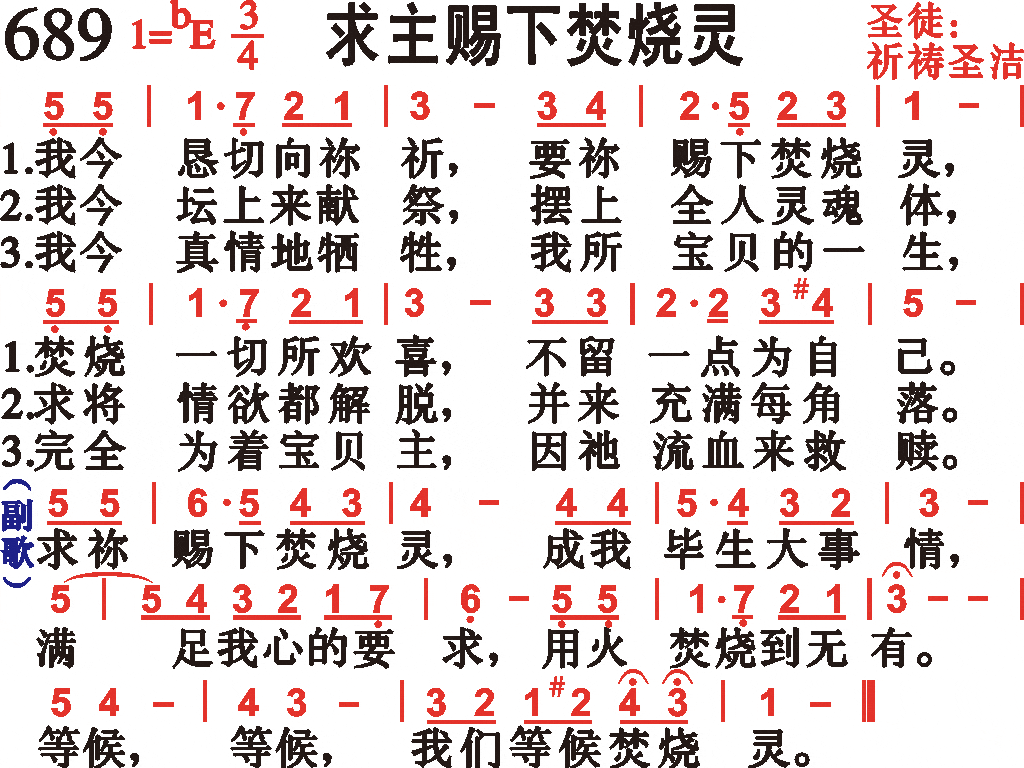 689 1=bE 3/4 求主赐下焚烧灵 圣徒：
祈祷圣洁
5 5 | 1·7 2 1 | 3 - 3 4 | 2·5 2 3 | 1 - |
1.我今 恳切向祢 祈， 要祢 赐下焚烧 灵，
2.我今 坛上来献 祭， 摆上 全人灵魂 体，
3.我今 真情地牺 牲， 我所 宝贝的一 生，
5 5 | 1·7 2 1 | 3 - 3 3 | 2·2 3 #4 | 5 - |
1.焚烧 一切所欢 喜， 不留 一点为自 己。
2.求将 情欲都解 脱， 并来 充满每角 落。
3.完全 为着宝贝 主， 因祂 流血来救 赎。
（副歌）
5 5 | 6·5 4 3 | 4 - 4 4 | 5·4 3 2 | 3 - |
求祢 赐下焚烧 灵， 成我 毕生大事 情，
5 | 5 4 3 2 1 7 | 6 - 5 5 | 1·7 2 1 | 3 - - |
满 足我心的要 求， 用火 焚烧到无 有。
5 4 - | 4 3 - | 3 2 1 #2 4 3 | 1 - ||
等候， 等候， 我们等候焚烧 灵。